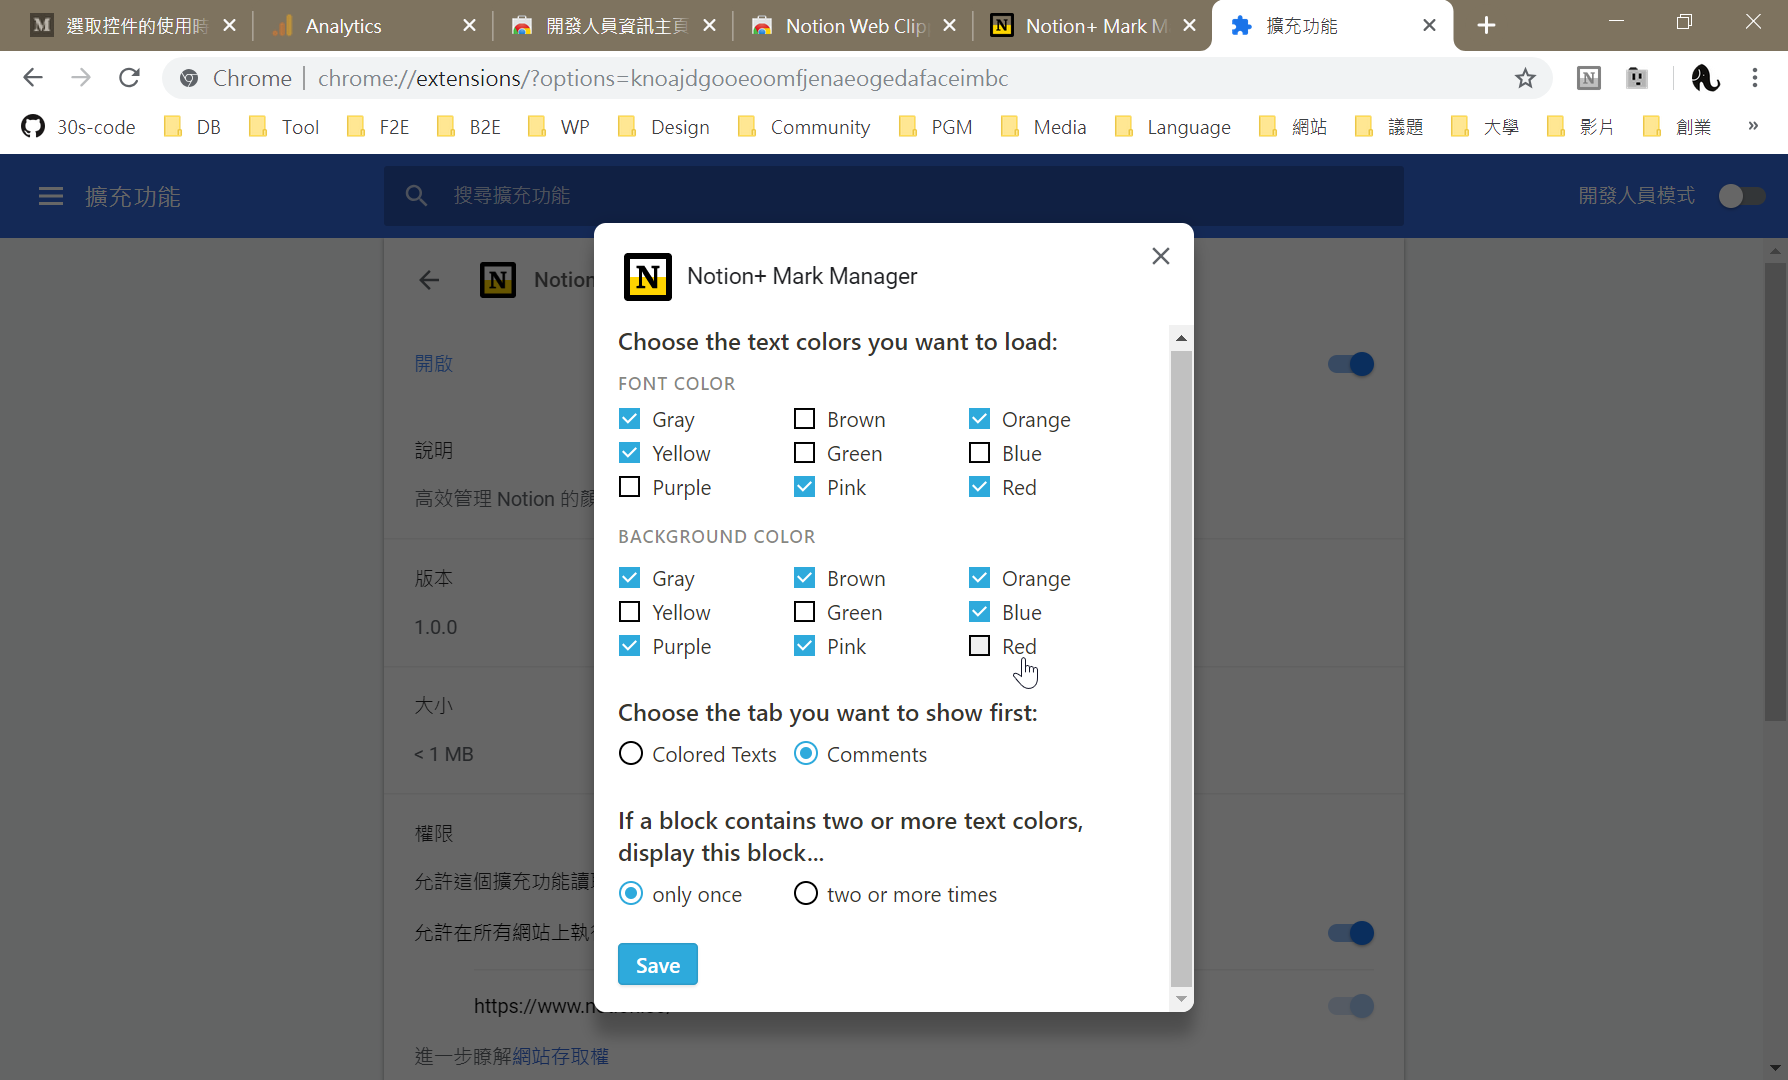 選取控件的使用時
Analytics
開發人員資訊主頁
Notion Web Clip
Notion+ Mark M
擴充功能
Chrome
chrome://extensions/?options=knoajdgooeoomfjenaeogedafaceimbc
30s-code
DB
Tool
F2E
B2E
WP
Design
Community
PGM
Media
Language
網站
議題
大學
影片
創業
»
擴充功能
搜尋擴充功能
開發人員模式
Notion
Notion+ Mark Manager
Choose the text colors you want to load:
FONT COLOR
Gray
Brown
Orange
Yellow
Green
Blue
Purple
Pink
Red
BACKGROUND COLOR
Gray
Brown
Orange
Yellow
Green
Blue
Purple
Pink
Red
Choose the tab you want to show first:
Colored Texts
Comments
If a block contains two or more text colors,
display this block...
only once
two or more times
Save
開啟
說明
高效管理 Notion 的顏
版本
1.0.0
大小
< 1 MB
權限
允許這個擴充功能讀取
允許在所有網站上執行
https://www.notion.so/
進一步瞭解網站存取權